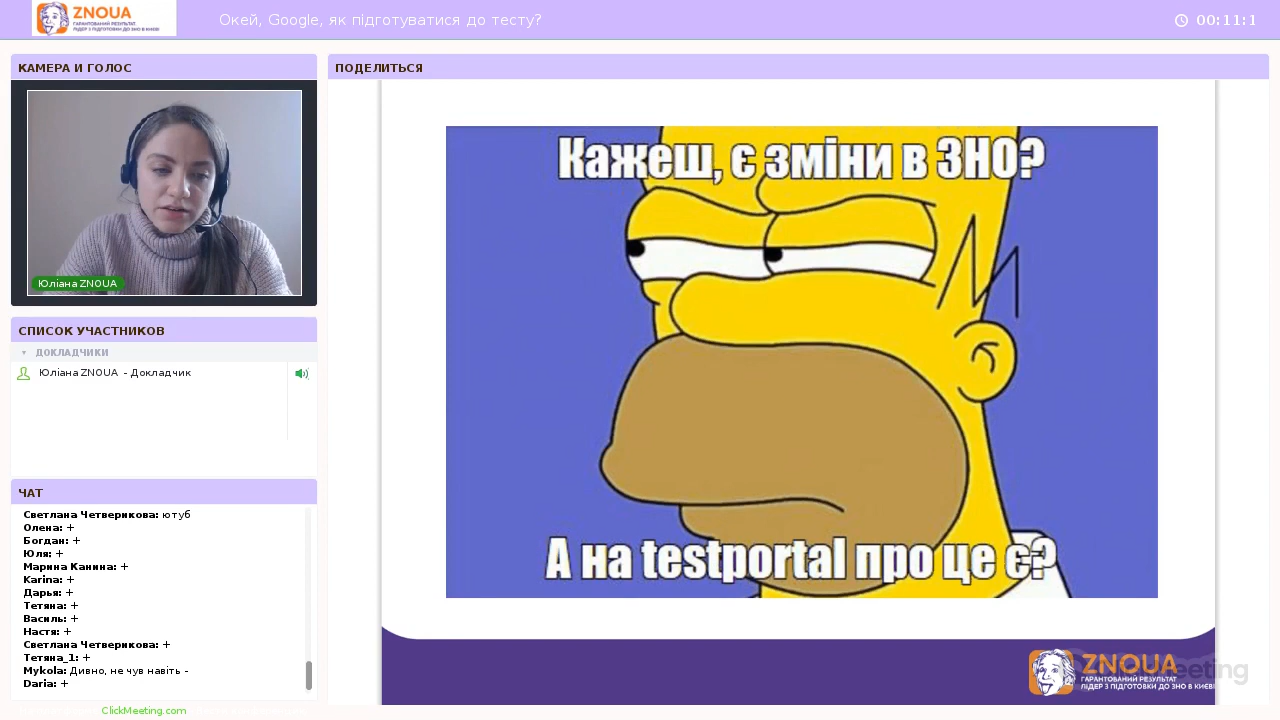 ZNOUA
ГАРАНТОВАНИЙ РЕЗУЛЬТАТ
ЛІДЕР З ПІДГОТОВКИ ДО ЗНО В КИЄВІ
Окей, Google, як підготуватися до тесту?
00:11:1
КАМЕРА И ГОЛОС
Юліана ZNOUA
СПИСОК УЧАСТНИКОВ
ДОКЛАДЧИКИ
Юліана ZNOUA - Докладчик
ЧАТ
Светлана Четверикова: ютуб
Олена: +
Богдан: +
Юля: +
Марина Канина: +
Karina: +
Дарья: +
Тетяна: +
Василь: +
Настя: +
Светлана Четверикова: +
Тетяна_1: +
Mykola: Дивно, не чув навіть -
Daria: +
ClickMeeting.com
ПОДЕЛИТЬСЯ
Кажеш, є зміни в ЗНО?
А на testportal про це є?
ZNOUA
ГАРАНТОВАНИЙ РЕЗУЛЬТАТ
ЛІДЕР З ПІДГОТОВКИ ДО ЗНО В КИЄВІ